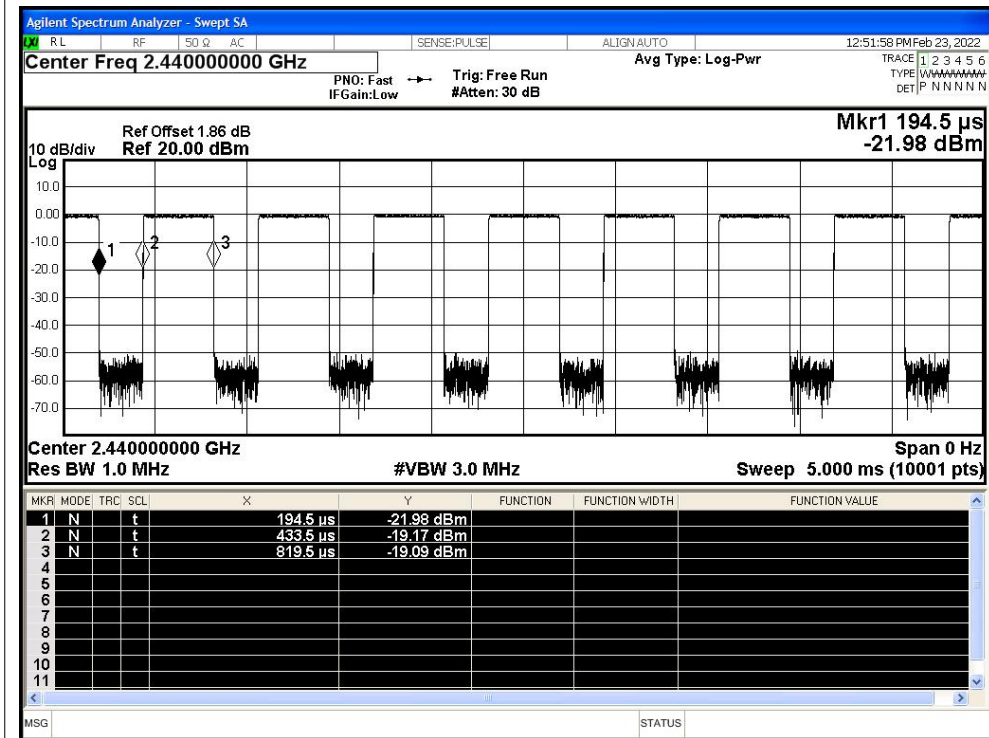 Agilent Spectrum Analyzer - Swept SA
LXI RL RF 50 Ω AC SENSE:PULSE ALIGN AUTO 12:51:58 PM Feb 23, 2022
Center Freq 2.440000000 GHz
PNO: Fast
IFGain:Low
Trig: Free Run
#Atten: 30 dB
Avg Type: Log-Pwr
TRACE 1 2 3 4 5 6
TYPE W
DET P N N N N N
Mkr1 194.5 µs
-21.98 dBm
Ref Offset 1.86 dB
10 dB/div Ref 20.00 dBm
Log
10.0
0.00
-10.0
-20.0
-30.0
-40.0
-50.0
-60.0
-70.0
1
2
3
Center 2.440000000 GHz Span 0 Hz
Res BW 1.0 MHz #VBW 3.0 MHz Sweep 5.000 ms (10001 pts)
MKR MODE TRC SCL X Y FUNCTION FUNCTION WIDTH FUNCTION VALUE
1 N t 194.5 µs -21.98 dBm
2 N t 433.5 µs -19.17 dBm
3 N t 819.5 µs -19.09 dBm
4
5
6
7
8
9
10
11
MSG STATUS